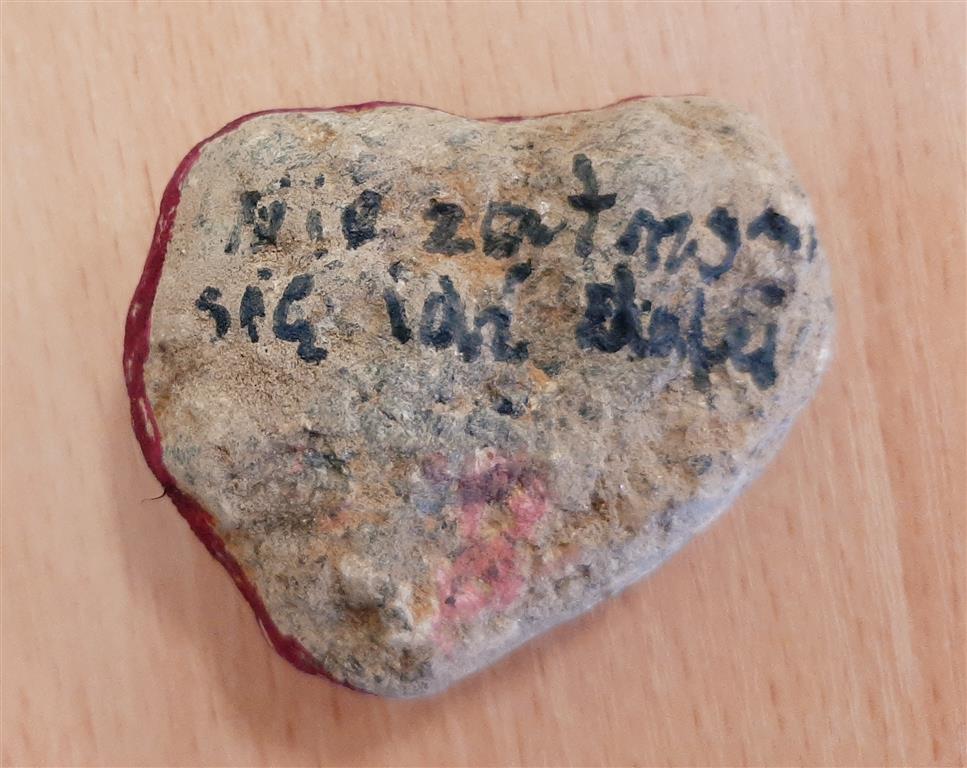 nie zatrzymuj
się idź dalej